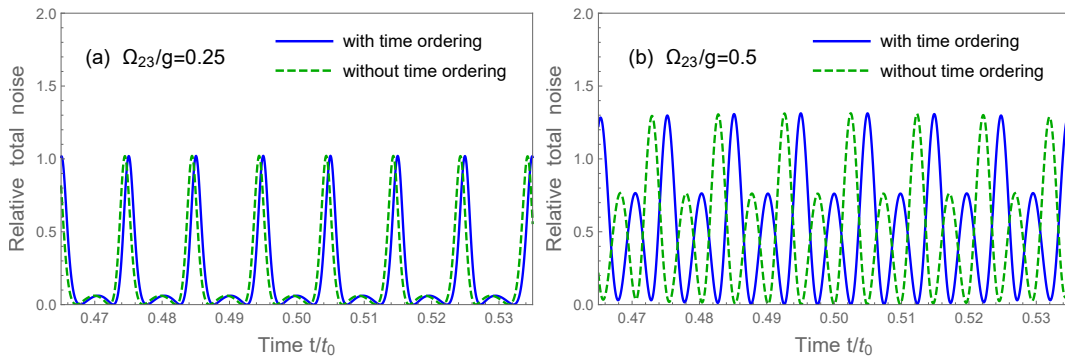 (a) Ω23/g=0.25
with time ordering
without time ordering
Relative total noise
2.0
1.5
1.0
0.5
0.0
0.47 0.48 0.49 0.50 0.51 0.52 0.53
Time t/t0
(b) Ω23/g=0.5
with time ordering
without time ordering
Relative total noise
2.0
1.5
1.0
0.5
0.0
0.47 0.48 0.49 0.50 0.51 0.52 0.53
Time t/t0